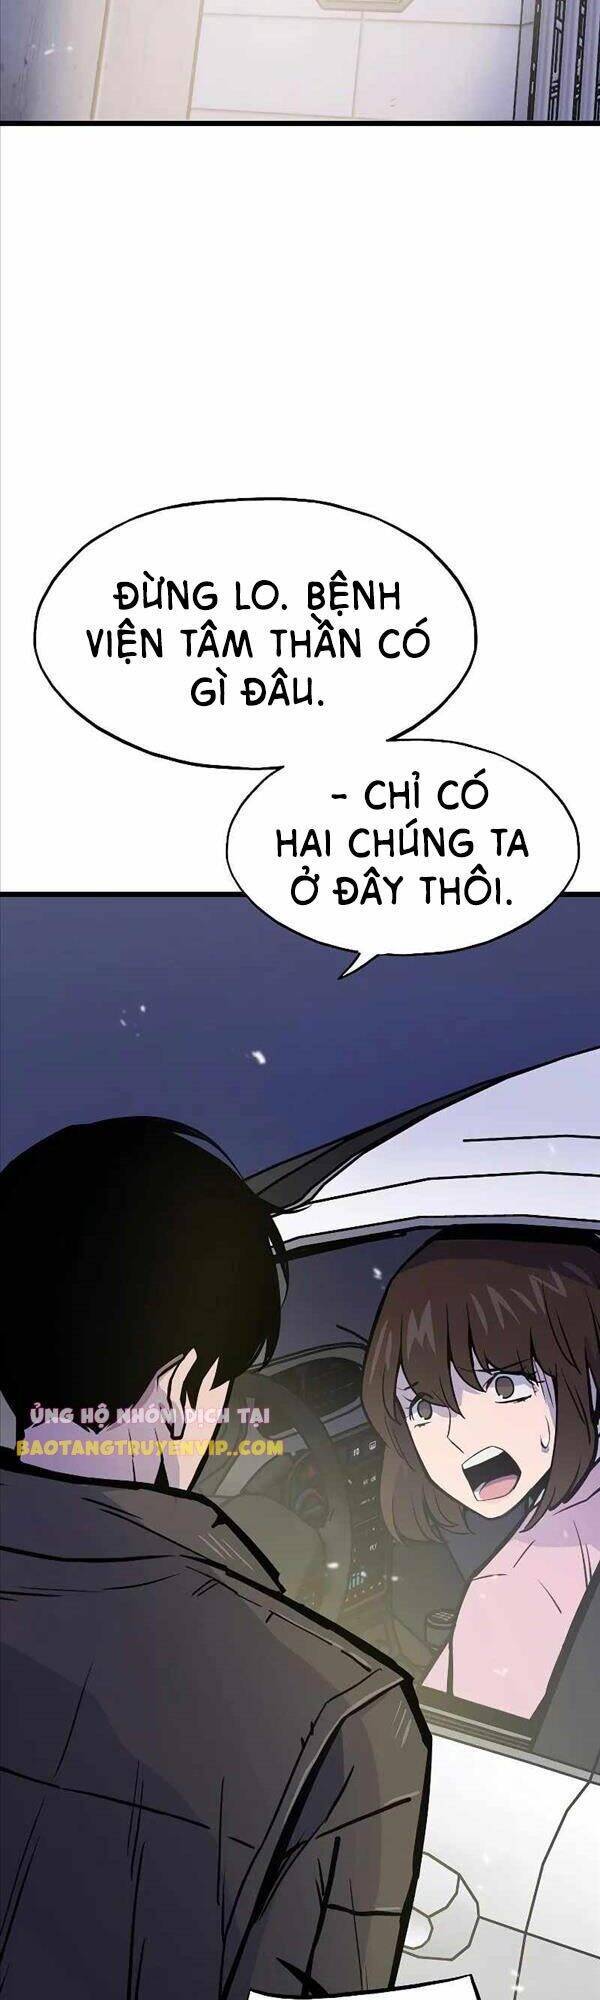 ĐỪNG LO. BỆNH
VIỆN TÂM THẦN CÓ
GÌ ĐÂU.
- CHỈ CÓ
HAI CHÚNG TA
Ở ĐÂY THÔI.
ỦNG HỘ NHÓM DỊCH TẠI
BAOTANGTRUYENVIP.COM